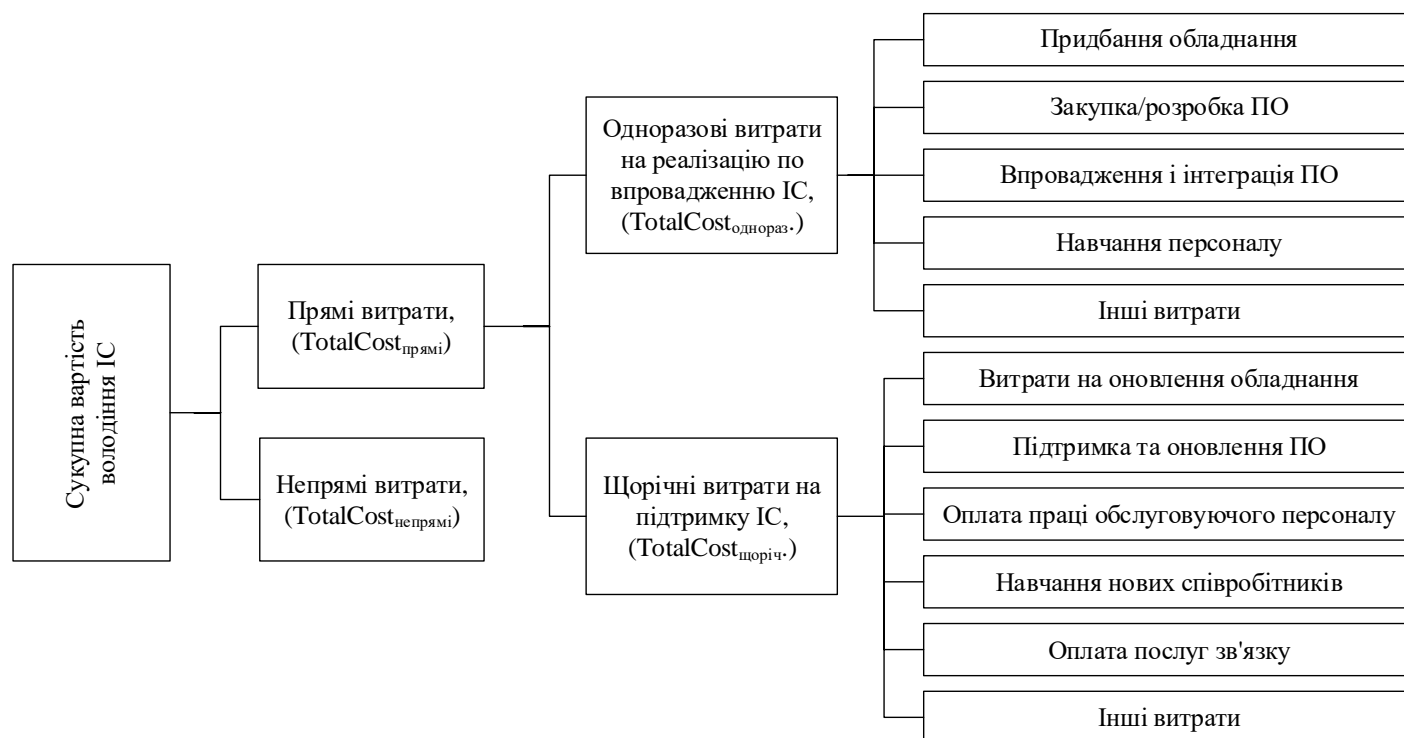 Сукупна вартість
володіння ІС
Прямі витрати,
(TotalCostпрямі)
Непрямі витрати,
(TotalCostнепрямі)
Одноразові витрати
на реалізацію по
впровадженню ІС,
(TotalCostоднораз.)
Щорічні витрати на
підтримку ІС,
(TotalCostщоріч.)
Придбання обладнання
Закупка/розробка ПО
Впровадження і інтеграція ПО
Навчання персоналу
Інші витрати
Витрати на оновлення обладнання
Підтримка та оновлення ПО
Оплата праці обслуговуючого персоналу
Навчання нових співробітників
Оплата послуг зв'язку
Інші витрати